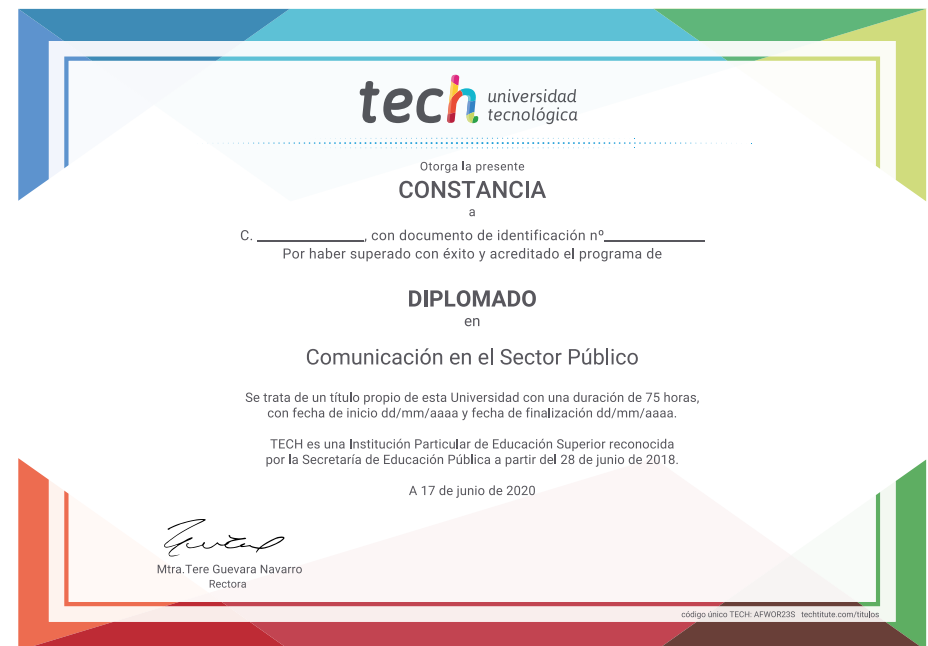 tech universidad
tecnológica
Otorga la presente
CONSTANCIA
a
C. ______________, con documento de identificación nº_____________
Por haber superado con éxito y acreditado el programa de
DIPLOMADO
en
Comunicación en el Sector Público
Se trata de un título propio de esta Universidad con una duración de 75 horas,
con fecha de inicio dd/mm/aaaa y fecha de finalización dd/mm/aaaa.
TECH es una Institución Particular de Educación Superior reconocida
por la Secretaría de Educación Pública a partir del 28 de junio de 2018.
A 17 de junio de 2020
Mtra.Tere Guevara Navarro
Rectora
código único TECH: AFWOR23S techtitute.com/titulos